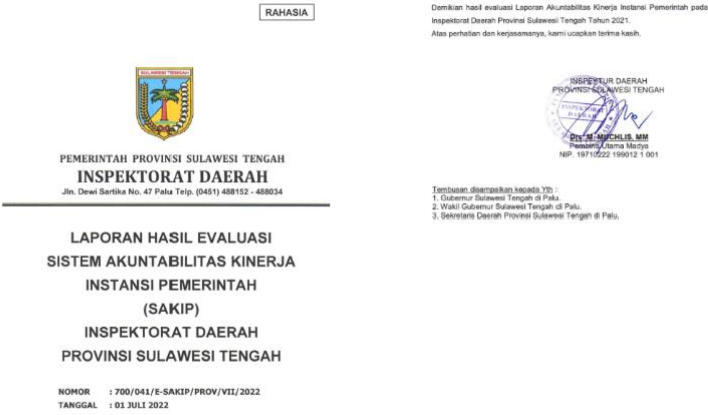 RAHASIA
SULAWESI TENGAH
PEMERINTAH PROVINSI SULAWESI TENGAH
INSPEKTORAT DAERAH
Jln. Dewi Sartika No. 47 Palu Telp. (0451) 488152 - 488034
LAPORAN HASIL EVALUASI
SISTEM AKUNTABILITAS KINERJA
INSTANSI PEMERINTAH
(SAKIP)
INSPEKTORAT DAERAH
PROVINSI SULAWESI TENGAH
NOMOR : 700/041/E-SAKIP/PROV/VII/2022
TANGGAL : 01 JULI 2022
Demikian hasil evaluasi Laporan Akuntabilitas Kinerja Instansi Pemerintah pada
Inspektorat Daerah Provinsi Sulawesi Tengah Tahun 2021.
Atas perhatian dan kerjasamanya, kami ucapkan terima kasih.
INSPEKTUR DAERAH
PROVINSI SULAWESI TENGAH
INSPEKTORAT
DAERAH
Drs. M. MUCHLIS, MM
Pembina Utama Madya
NIP. 19710222 199012 1 001
Tembusan disampaikan kepada Yth :
1. Gubernur Sulawesi Tengah di Palu.
2. Wakil Gubernur Sulawesi Tengah di Palu.
3. Sekretaris Daerah Provinsi Sulawesi Tengah di Palu.